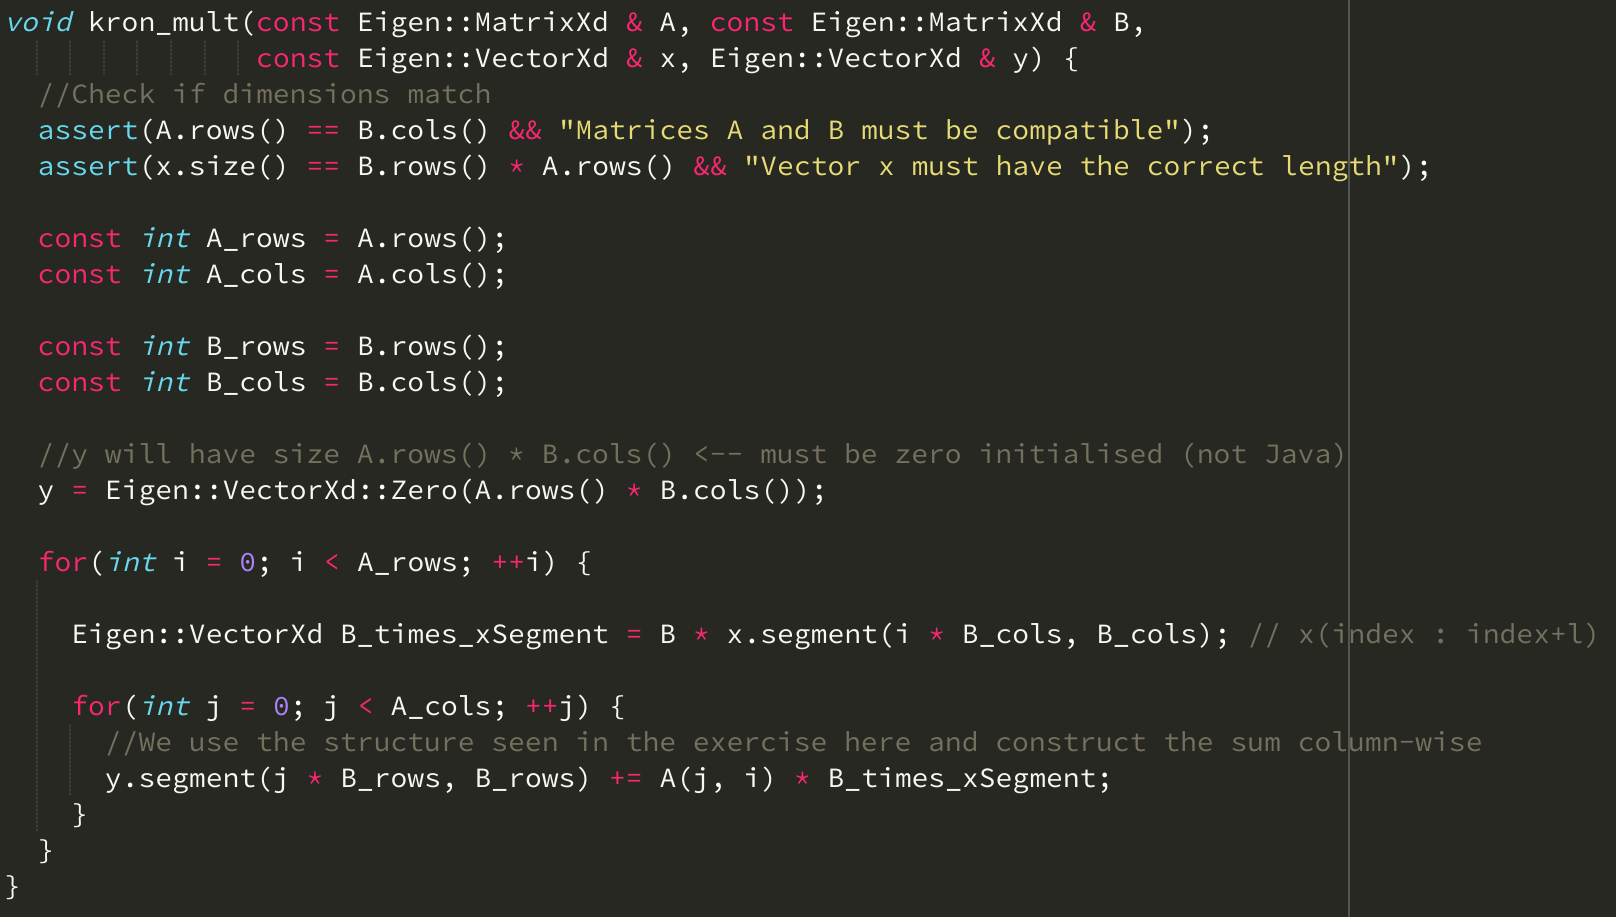 void kron_mult(const Eigen::MatrixXd & A, const Eigen::MatrixXd & B,
               const Eigen::VectorXd & x, Eigen::VectorXd & y) {
  //Check if dimensions match
  assert(A.rows() == B.cols() && "Matrices A and B must be compatible");
  assert(x.size() == B.rows() * A.rows() && "Vector x must have the correct length");

  const int A_rows = A.rows();
  const int A_cols = A.cols();

  const int B_rows = B.rows();
  const int B_cols = B.cols();

  //y will have size A.rows() * B.cols() <-- must be zero initialised (not Java)
  y = Eigen::VectorXd::Zero(A.rows() * B.cols());

  for(int i = 0; i < A_rows; ++i) {

    Eigen::VectorXd B_times_xSegment = B * x.segment(i * B_cols, B_cols); // x(index : index+l)

    for(int j = 0; j < A_cols; ++j) {
      //We use the structure seen in the exercise here and construct the sum column-wise
      y.segment(j * B_rows, B_rows) += A(j, i) * B_times_xSegment;
    }
  }
}